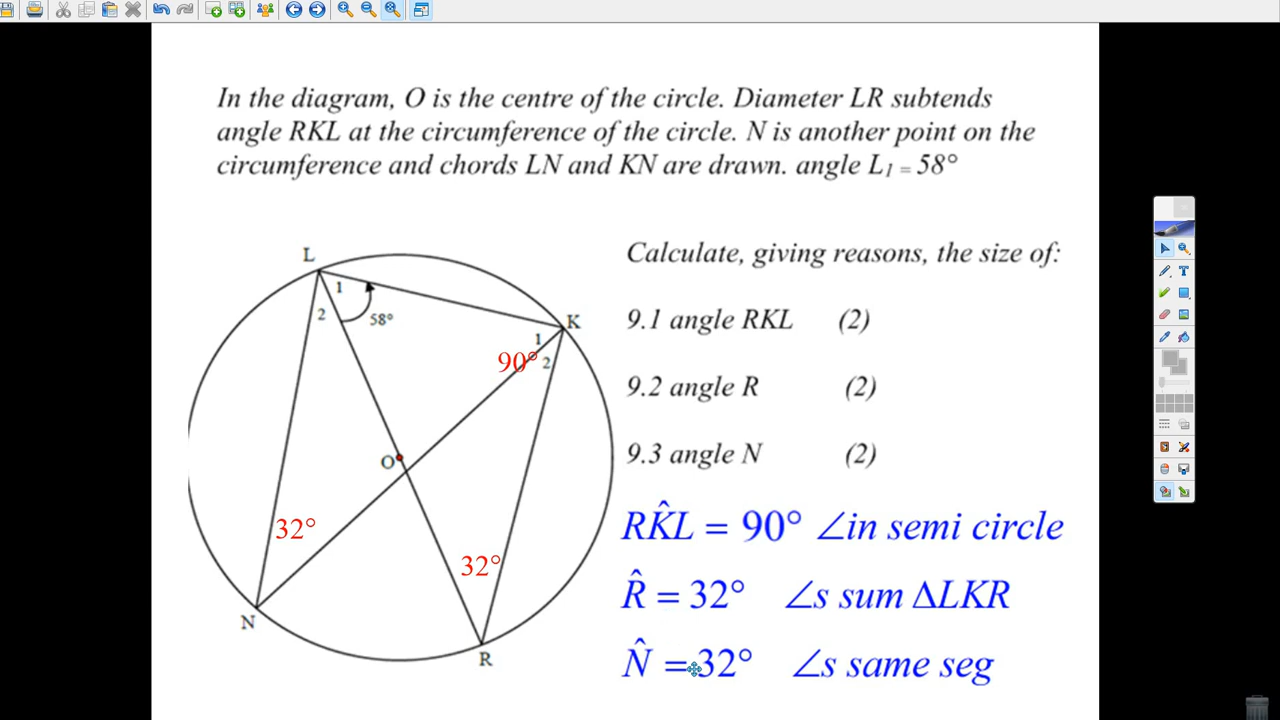 In the diagram, O is the centre of the circle. Diameter LR subtends
angle RKL at the circumference of the circle. N is another point on the
circumference and chords LN and KN are drawn. angle L₁ = 58°
L
1
2
58°
K
1
90°
2
O
32°
32°
N
R
Calculate, giving reasons, the size of:
9.1 angle RKL (2)
9.2 angle R (2)
9.3 angle N (2)
RK̂L = 90° ∠in semi circle
R̂ = 32° ∠s sum ΔLKR
N̂ = 32° ∠s same seg